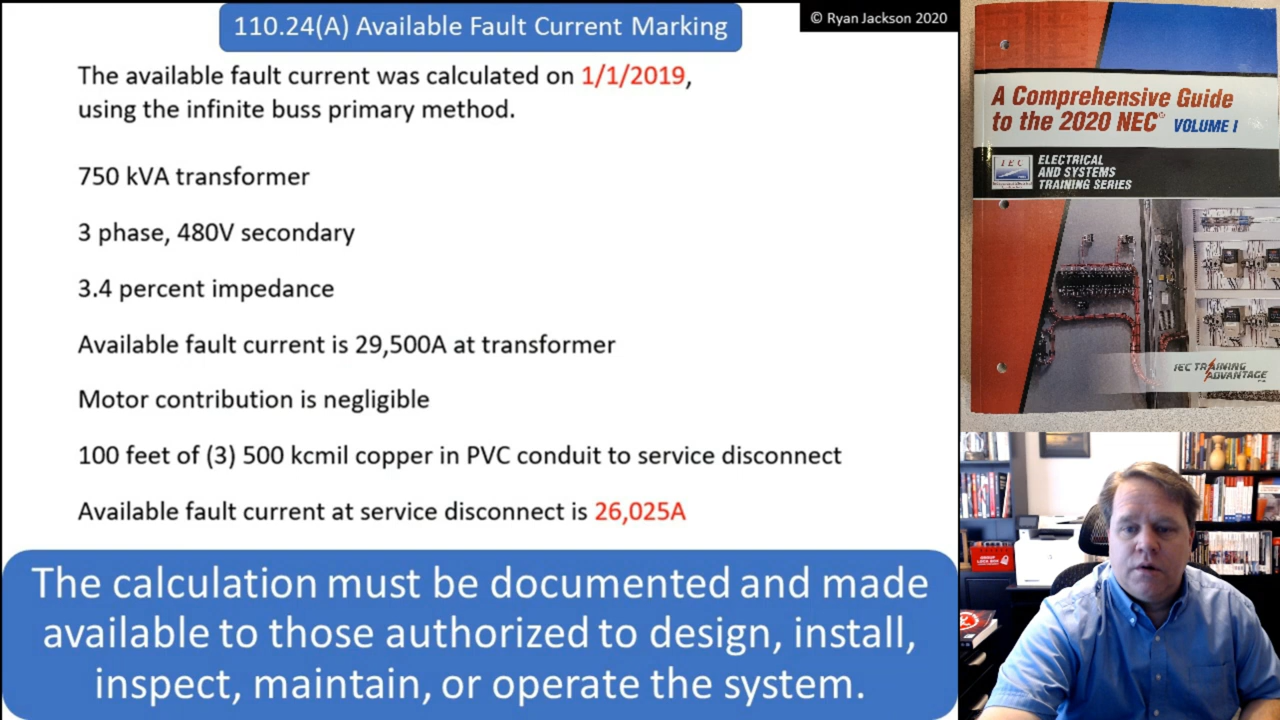 110.24(A) Available Fault Current Marking
© Ryan Jackson 2020
The available fault current was calculated on 1/1/2019,
using the infinite buss primary method.
750 kVA transformer
3 phase, 480V secondary
3.4 percent impedance
Available fault current is 29,500A at transformer
Motor contribution is negligible
100 feet of (3) 500 kcmil copper in PVC conduit to service disconnect
Available fault current at service disconnect is 26,025A
The calculation must be documented and made
available to those authorized to design, install,
inspect, maintain, or operate the system.
A Comprehensive Guide
to the 2020 NEC® VOLUME I
IEC
ELECTRICAL
AND SYSTEMS
TRAINING SERIES
IEC TRAINING
ADVANTAGE